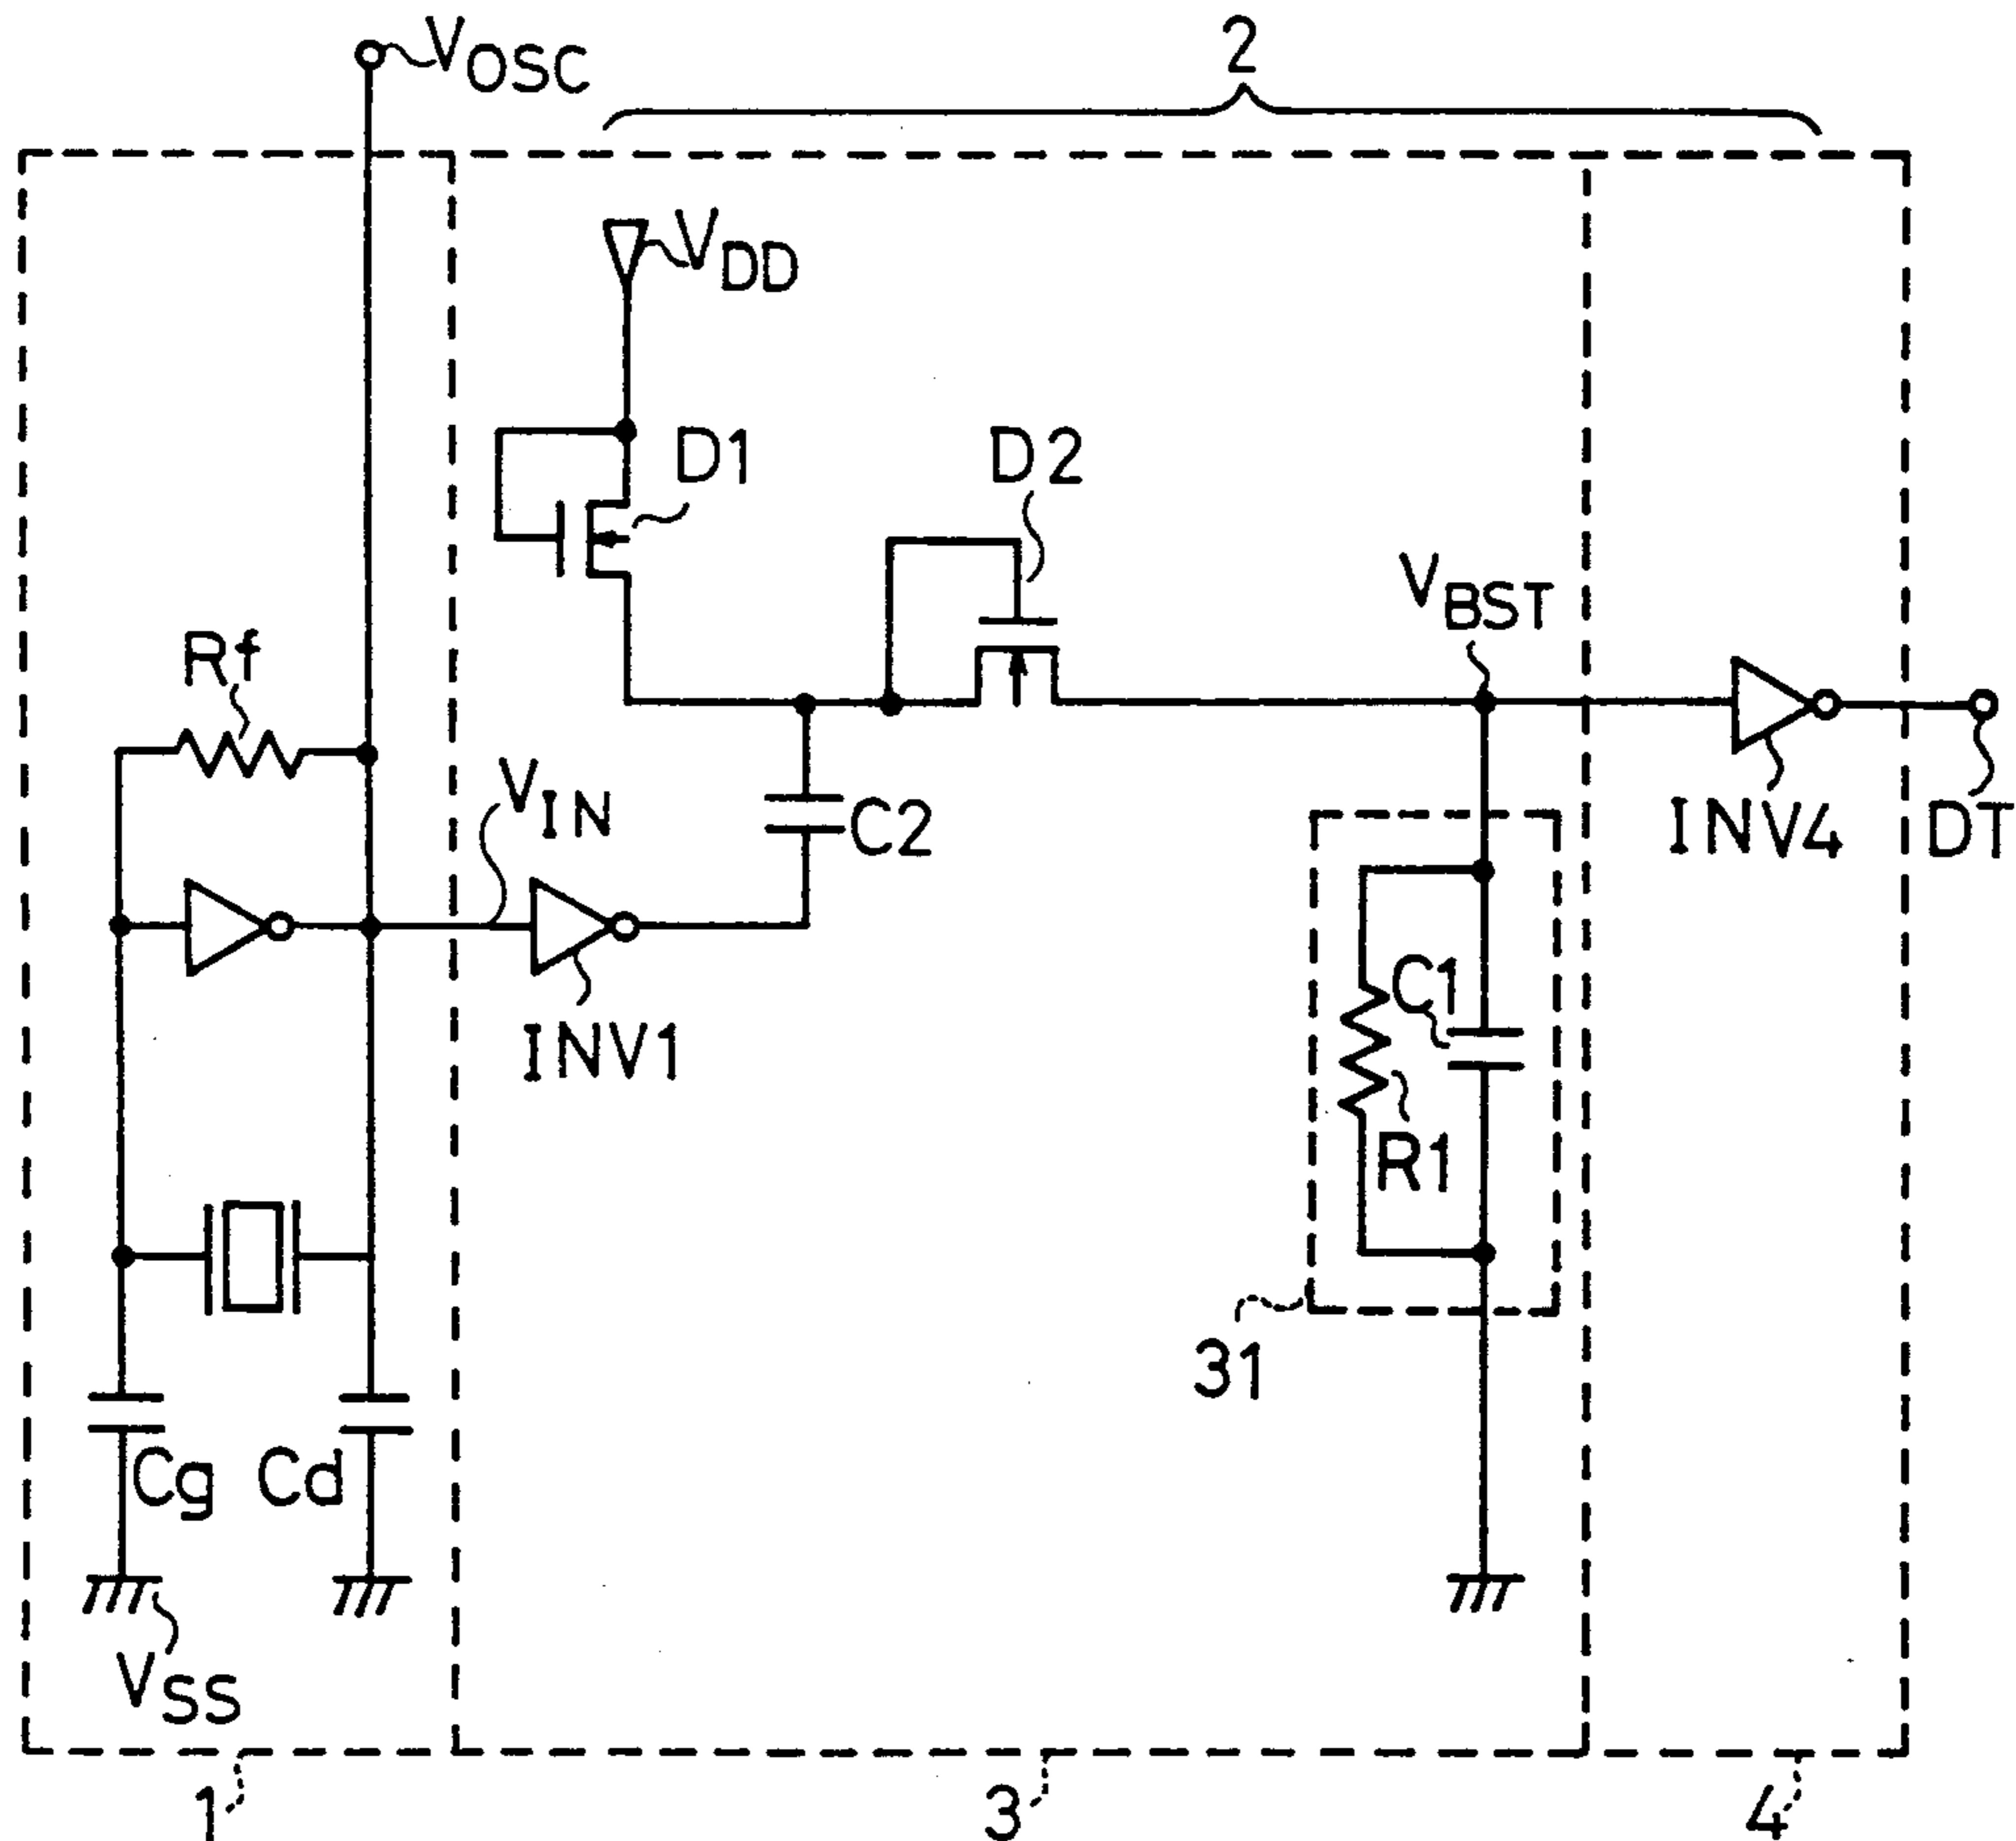 2
VOSC
VDD
D1
D2
VBST
Rf
VIN
C2
INV4
DT
C1
INV1
R1
31
Cg
Cd
VSS
1
3
4